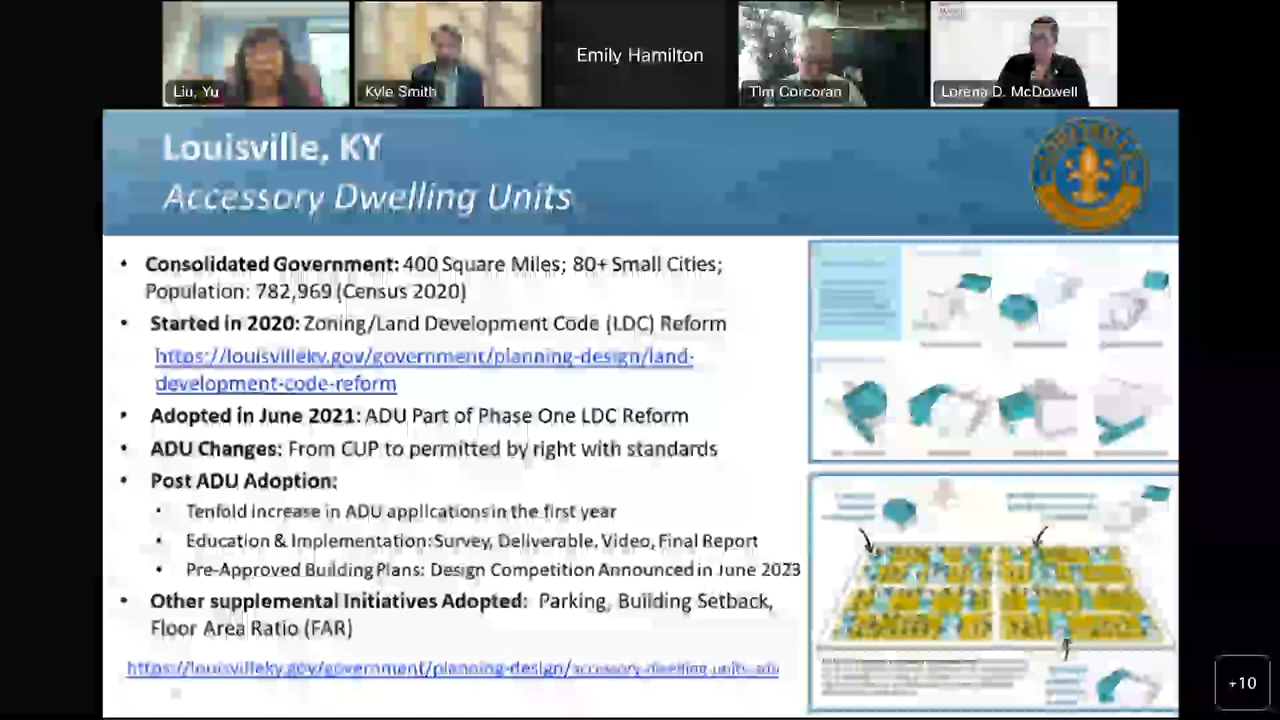 Liu, Yu
Kyle Smith
Emily Hamilton
Tim Corcoran
Lorena D. McDowell
Louisville, KY
Accessory Dwelling Units
• Consolidated Government: 400 Square Miles; 80+ Small Cities;
Population: 782,969 (Census 2020)
• Started in 2020: Zoning/Land Development Code (LDC) Reform
https://louisvilleky.gov/government/planning-design/land-
development-code-reform
• Adopted in June 2021: ADU Part of Phase One LDC Reform
• ADU Changes: From CUP to permitted by right with standards
• Post ADU Adoption:
• Tenfold increase in ADU applications in the first year
• Education & Implementation: Survey, Deliverable, Video, Final Report
• Pre-Approved Building Plans: Design Competition Announced in June 2023
• Other supplemental Initiatives Adopted: Parking, Building Setback,
Floor Area Ratio (FAR)
https://louisvilleky.gov/government/planning-design/accessory-dwelling-units-adu
+10